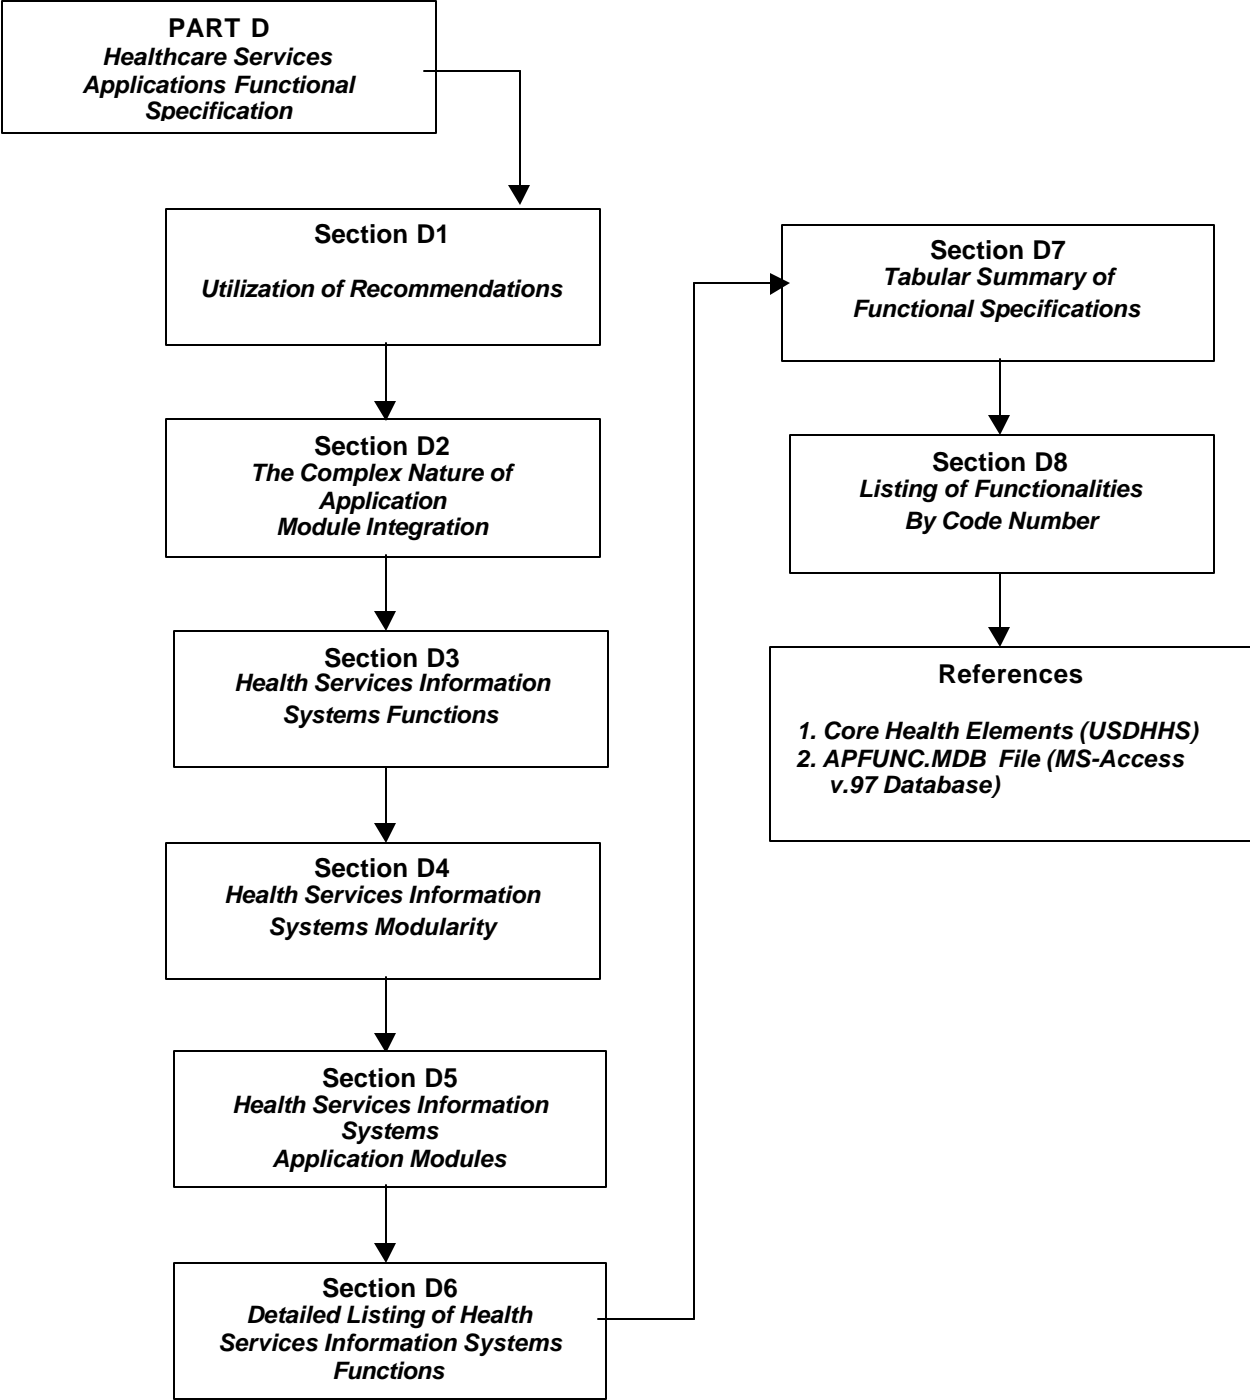 PART D
Healthcare Services
Applications Functional
Specification
Section D1
Utilization of Recommendations
Section D2
The Complex Nature of
Application
Module Integration
Section D3
Health Services Information
Systems Functions
Section D4
Health Services Information
Systems Modularity
Section D5
Health Services Information
Systems
Application Modules
Section D6
Detailed Listing of Health
Services Information Systems
Functions
Section D7
Tabular Summary of
Functional Specifications
Section D8
Listing of Functionalities
By Code Number
References
1. Core Health Elements (USDHHS)
2. APFUNC.MDB File (MS-Access
v.97 Database)